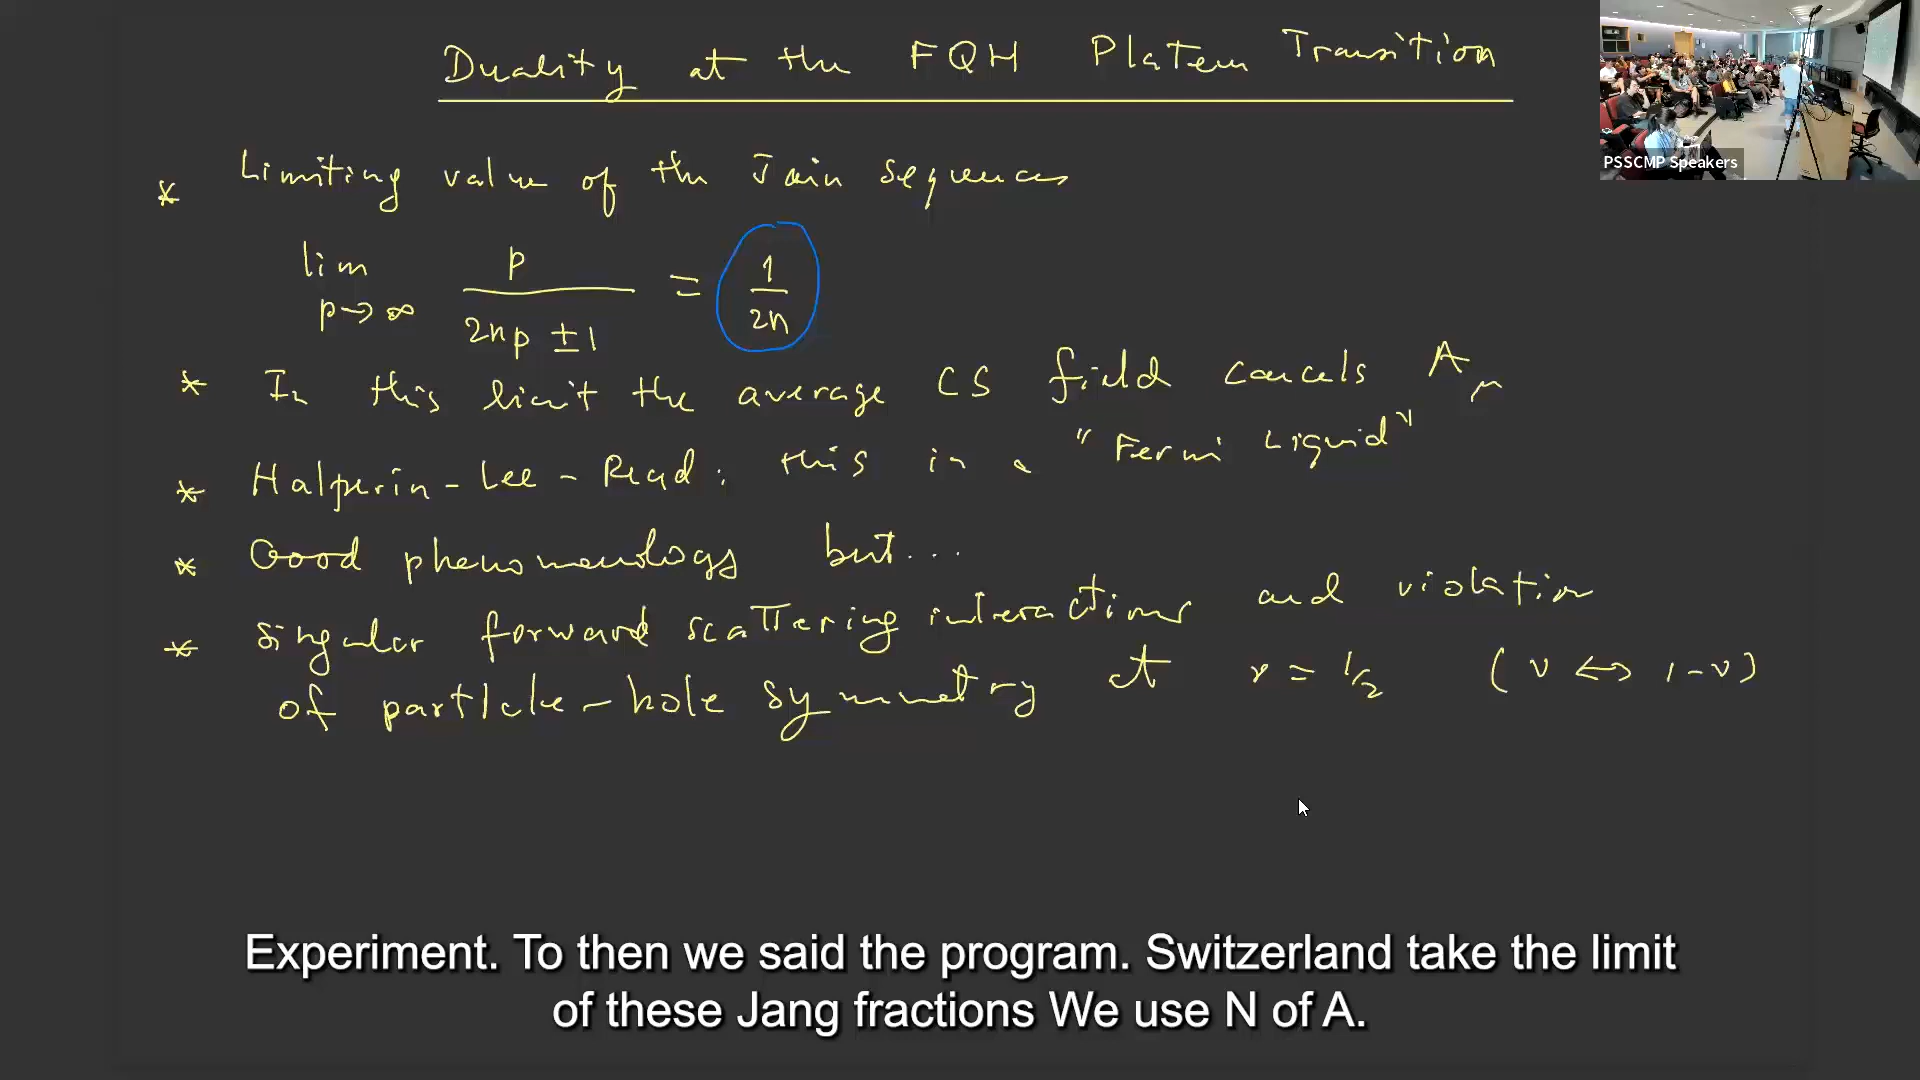 Duality at the FQH Plateau Transition
PSSCMP Speakers
* Limiting value of the Jain sequences
lim p→∞ p / 2np ± 1 = 1 / 2n
* In this limit the average CS field cancels Aμ
* Halperin-Lee-Read: this is a "Fermi Liquid"
* Good phenomenology but...
* Singular forward scattering interactions and violation
of particle-hole symmetry at ν = 1/2 (ν ↔ 1-ν)
Experiment. To then we said the program. Switzerland take the limit
of these Jang fractions We use N of A.